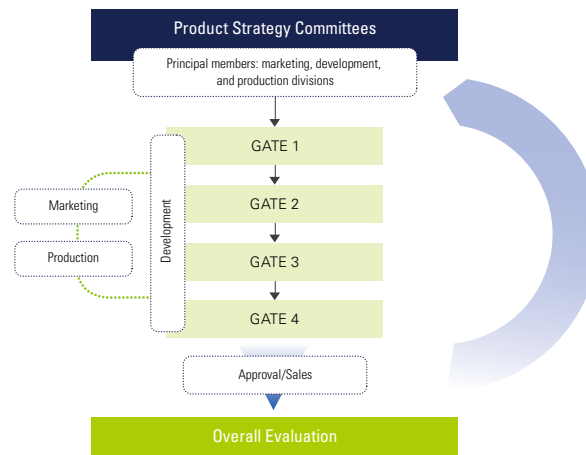 Product Strategy Committees
Principal members: marketing, development,
and production divisions
GATE 1
GATE 2
GATE 3
GATE 4
Development
Marketing
Production
Approval/Sales
Overall Evaluation